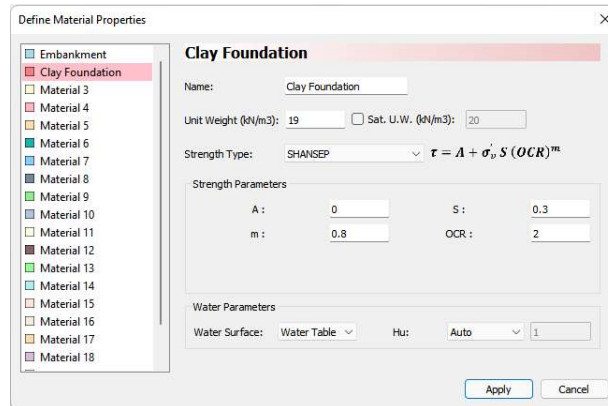 Define Material Properties
Embankment
Clay Foundation
Material 3
Material 4
Material 5
Material 6
Material 7
Material 8
Material 9
Material 10
Material 11
Material 12
Material 13
Material 14
Material 15
Material 16
Material 17
Material 18
Clay Foundation
Name: Clay Foundation
Unit Weight (kN/m3): 19 Sat. U.W. (kN/m3): 20
Strength Type: SHANSEP τ = A + σ'ᵥ S (OCR)ᵐ
Strength Parameters
A : 0 S : 0.3
m : 0.8 OCR : 2
Water Parameters
Water Surface: Water Table Hu: Auto 1
Apply Cancel